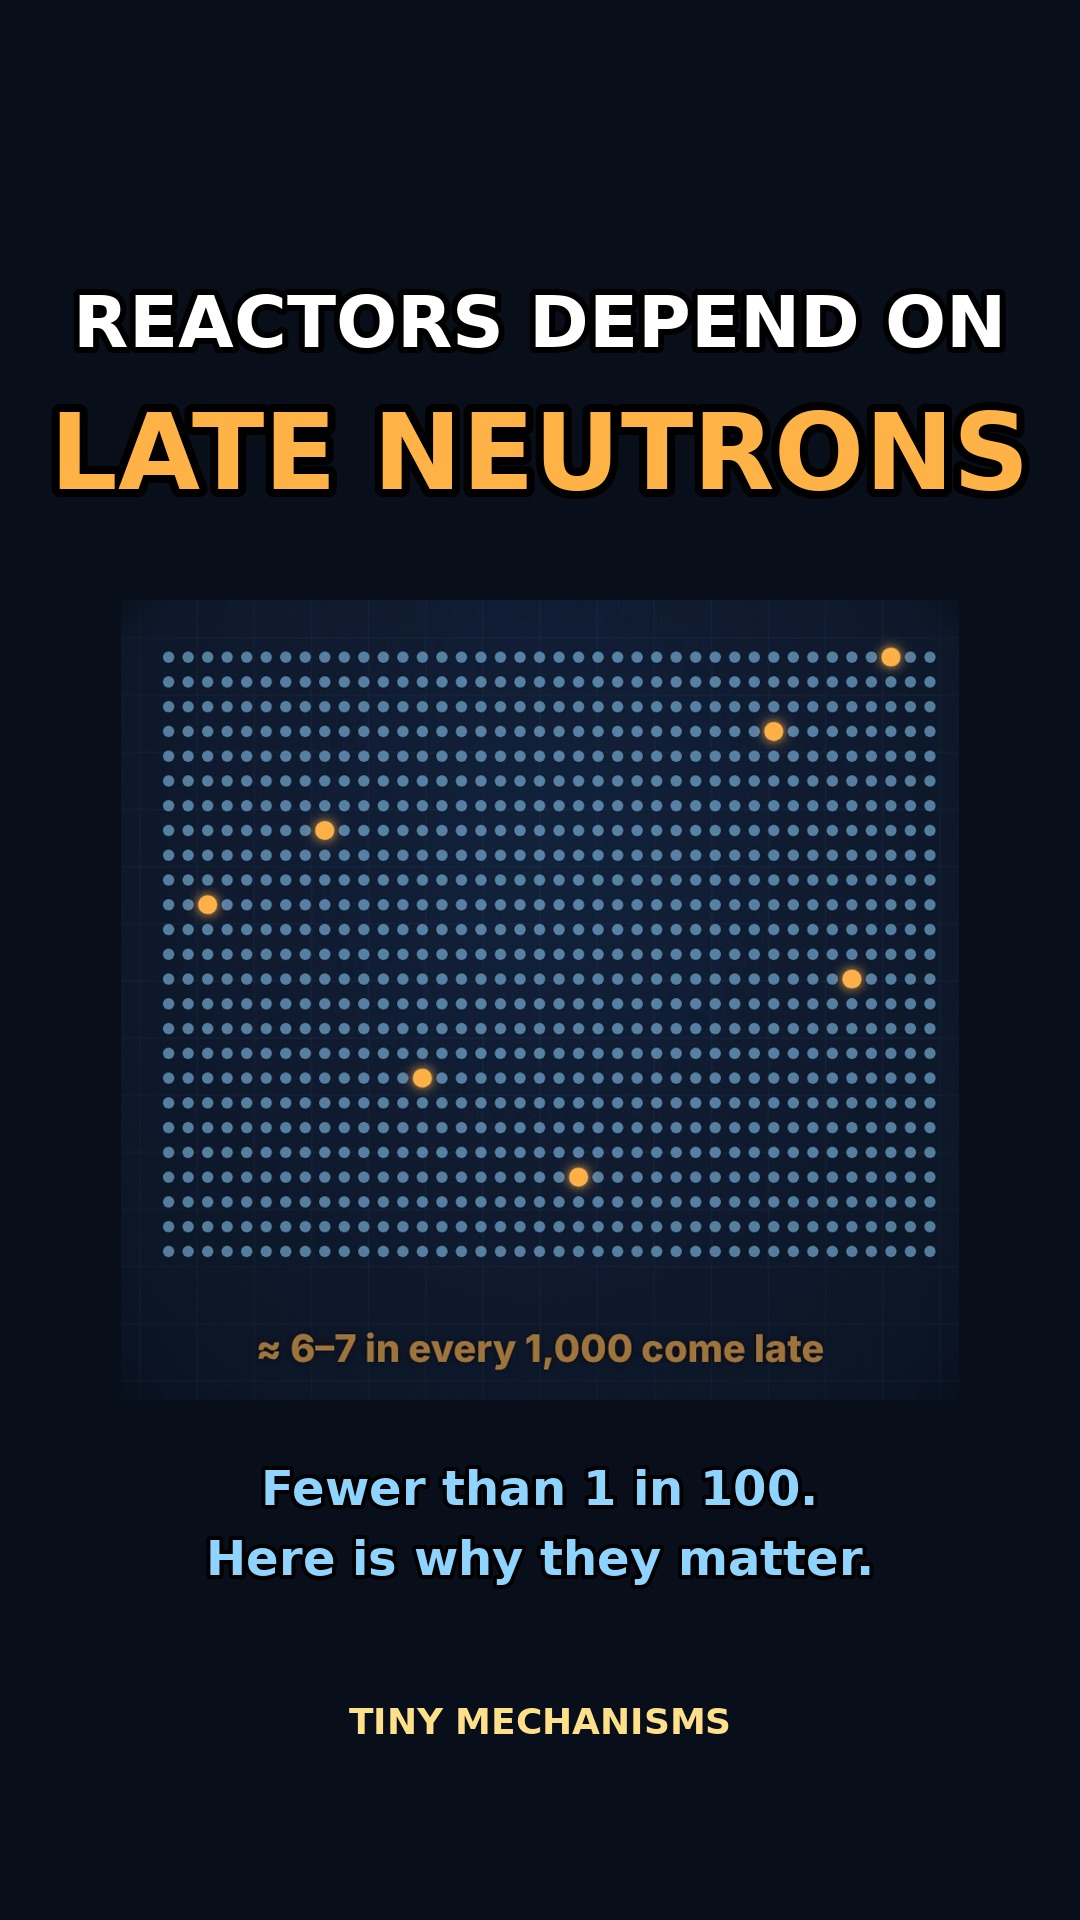 REACTORS DEPEND ON
LATE NEUTRONS
≈ 6–7 in every 1,000 come late
Fewer than 1 in 100.
Here is why they matter.
TINY MECHANISMS